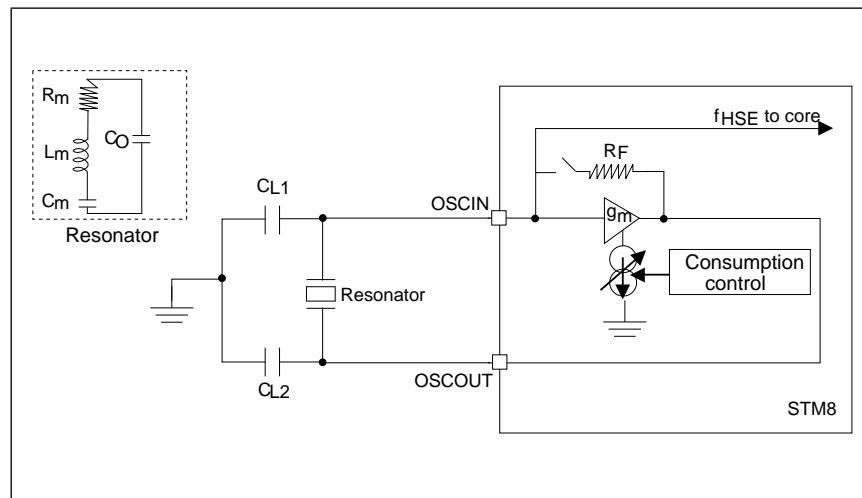 Rm
Lm
CO
Cm
Resonator
CL1
CL2
Resonator
OSCIN
OSCOUT
fHSE to core
RF
gm
Consumption
control
STM8